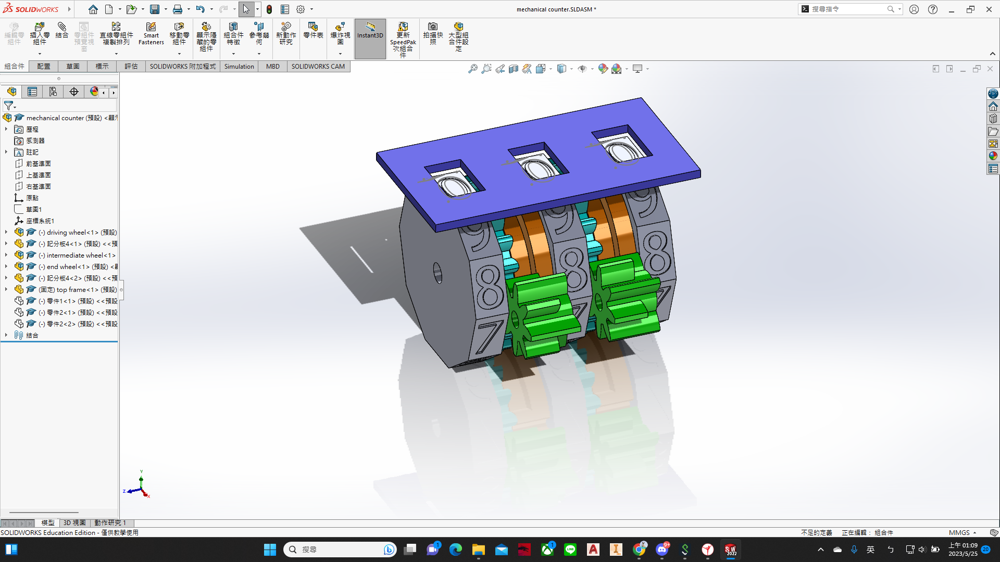 SOLIDWORKS
mechanical counter.SLDASM *
搜尋指令
編輯零組件
插入零組件
結合
零組件預覽視窗
直線零組件複製排列
Smart Fasteners
移動零組件
顯示隱藏的零組件
組合件特徵
參考幾何
新動作研究
零件表
爆炸視圖
Instant3D
更新 SpeedPak 次組合件
拍攝快照
大型組合件設定
組合件
配置
草圖
標示
評估
SOLIDWORKS 附加程式
Simulation
MBD
SOLIDWORKS CAM
mechanical counter (預設) <顯示
歷程
感測器
註記
前基準面
上基準面
右基準面
原點
草圖1
座標系統1
(-) driving wheel<1> (預設)
(-) 記分板4<1> (預設) <<預
(-) intermediate wheel<1>
(-) end wheel<1> (預設) <
(-) 記分板4<2> (預設) <<預
(固定) top frame<1> (預設)
(-) 零件1<1> (預設) <<預設
(-) 零件2<1> (預設) <<預設
(-) 零件2<2> (預設) <<預設
結合
9 9 9
8 8 8
7 7 7
Y
Z
X
模型
3D 視圖
動作研究 1
SOLIDWORKS Education Edition - 僅供教學使用
不足的定義
正在編輯： 組合件
MMGS
搜尋
1
1
LINE
A
I
9+
SW 2022
英
ㄅ
上午 01:09
2023/5/25
20